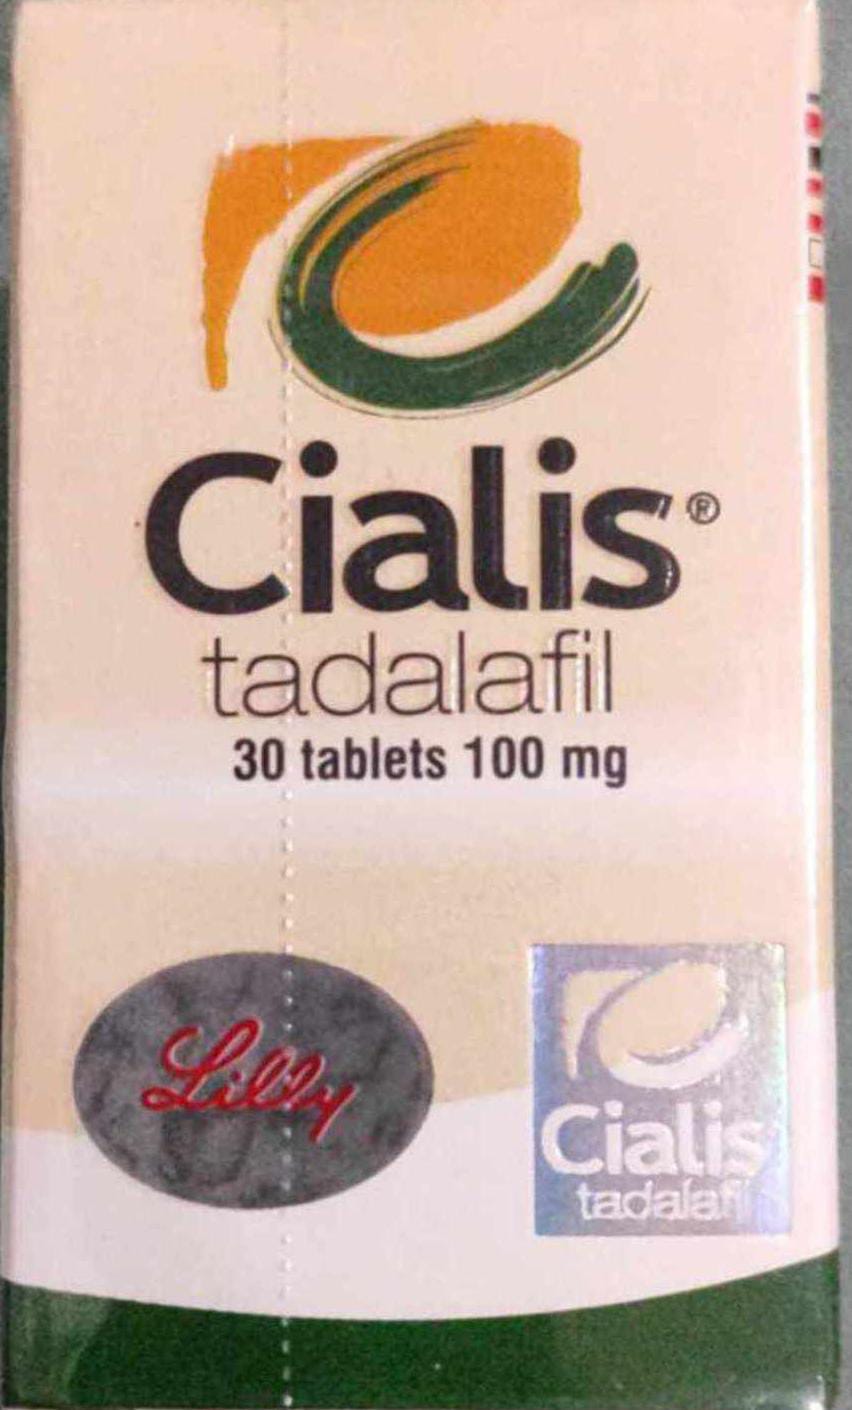 Cialis®
tadalafil
30 tablets 100 mg
Lilly
Cialis
tadalafil